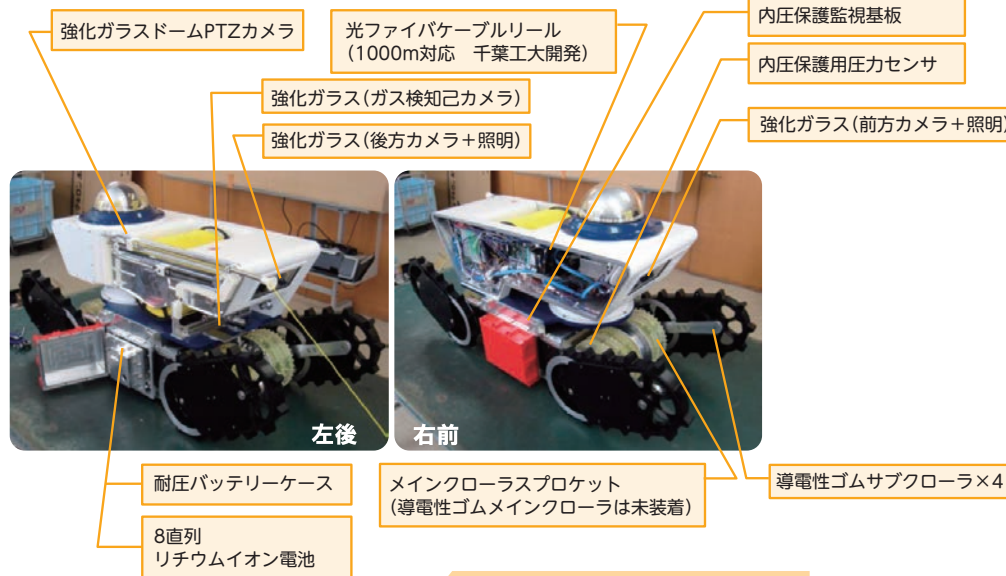 強化ガラスドームPTZカメラ
光ファイバケーブルリール
(1000m対応　千葉工大開発)
内圧保護監視基板
内圧保護用圧力センサ
強化ガラス(ガス検知己カメラ)
強化ガラス(前方カメラ+照明)
強化ガラス(後方カメラ+照明)
左後
右前
耐圧バッテリーケース
メインクローラスプロケット
(導電性ゴムメインクローラは未装着)
導電性ゴムサブクローラ×4
8直列
リチウムイオン電池